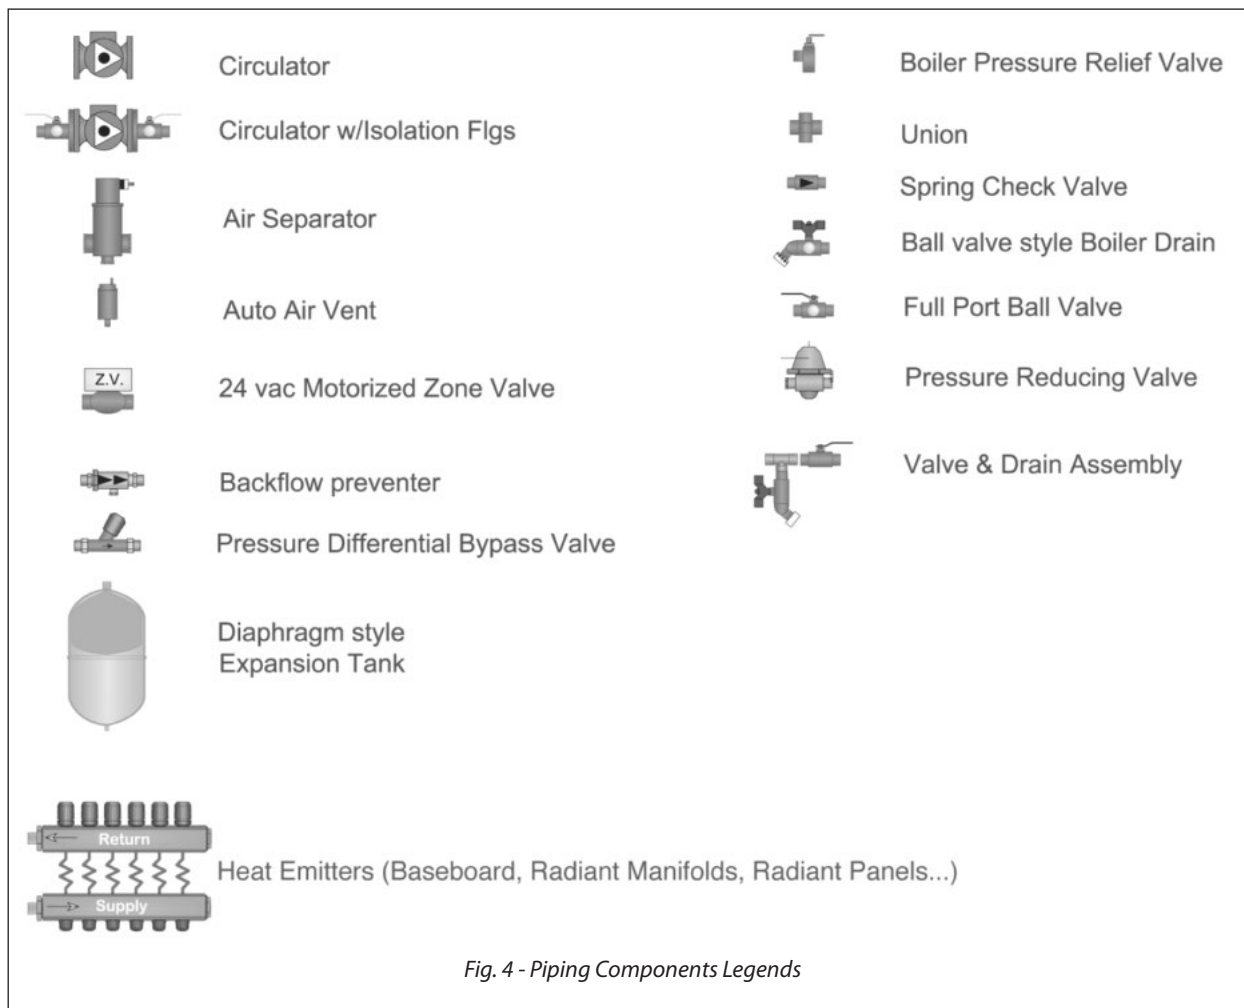 Circulator
Circulator w/Isolation Flgs
Air Separator
Auto Air Vent
Z.V.
24 vac Motorized Zone Valve
Backflow preventer
Pressure Differential Bypass Valve
Diaphragm style
Expansion Tank
Return
Supply
Heat Emitters (Baseboard, Radiant Manifolds, Radiant Panels...)
Boiler Pressure Relief Valve
Union
Spring Check Valve
Ball valve style Boiler Drain
Full Port Ball Valve
Pressure Reducing Valve
Valve & Drain Assembly
Fig. 4 - Piping Components Legends